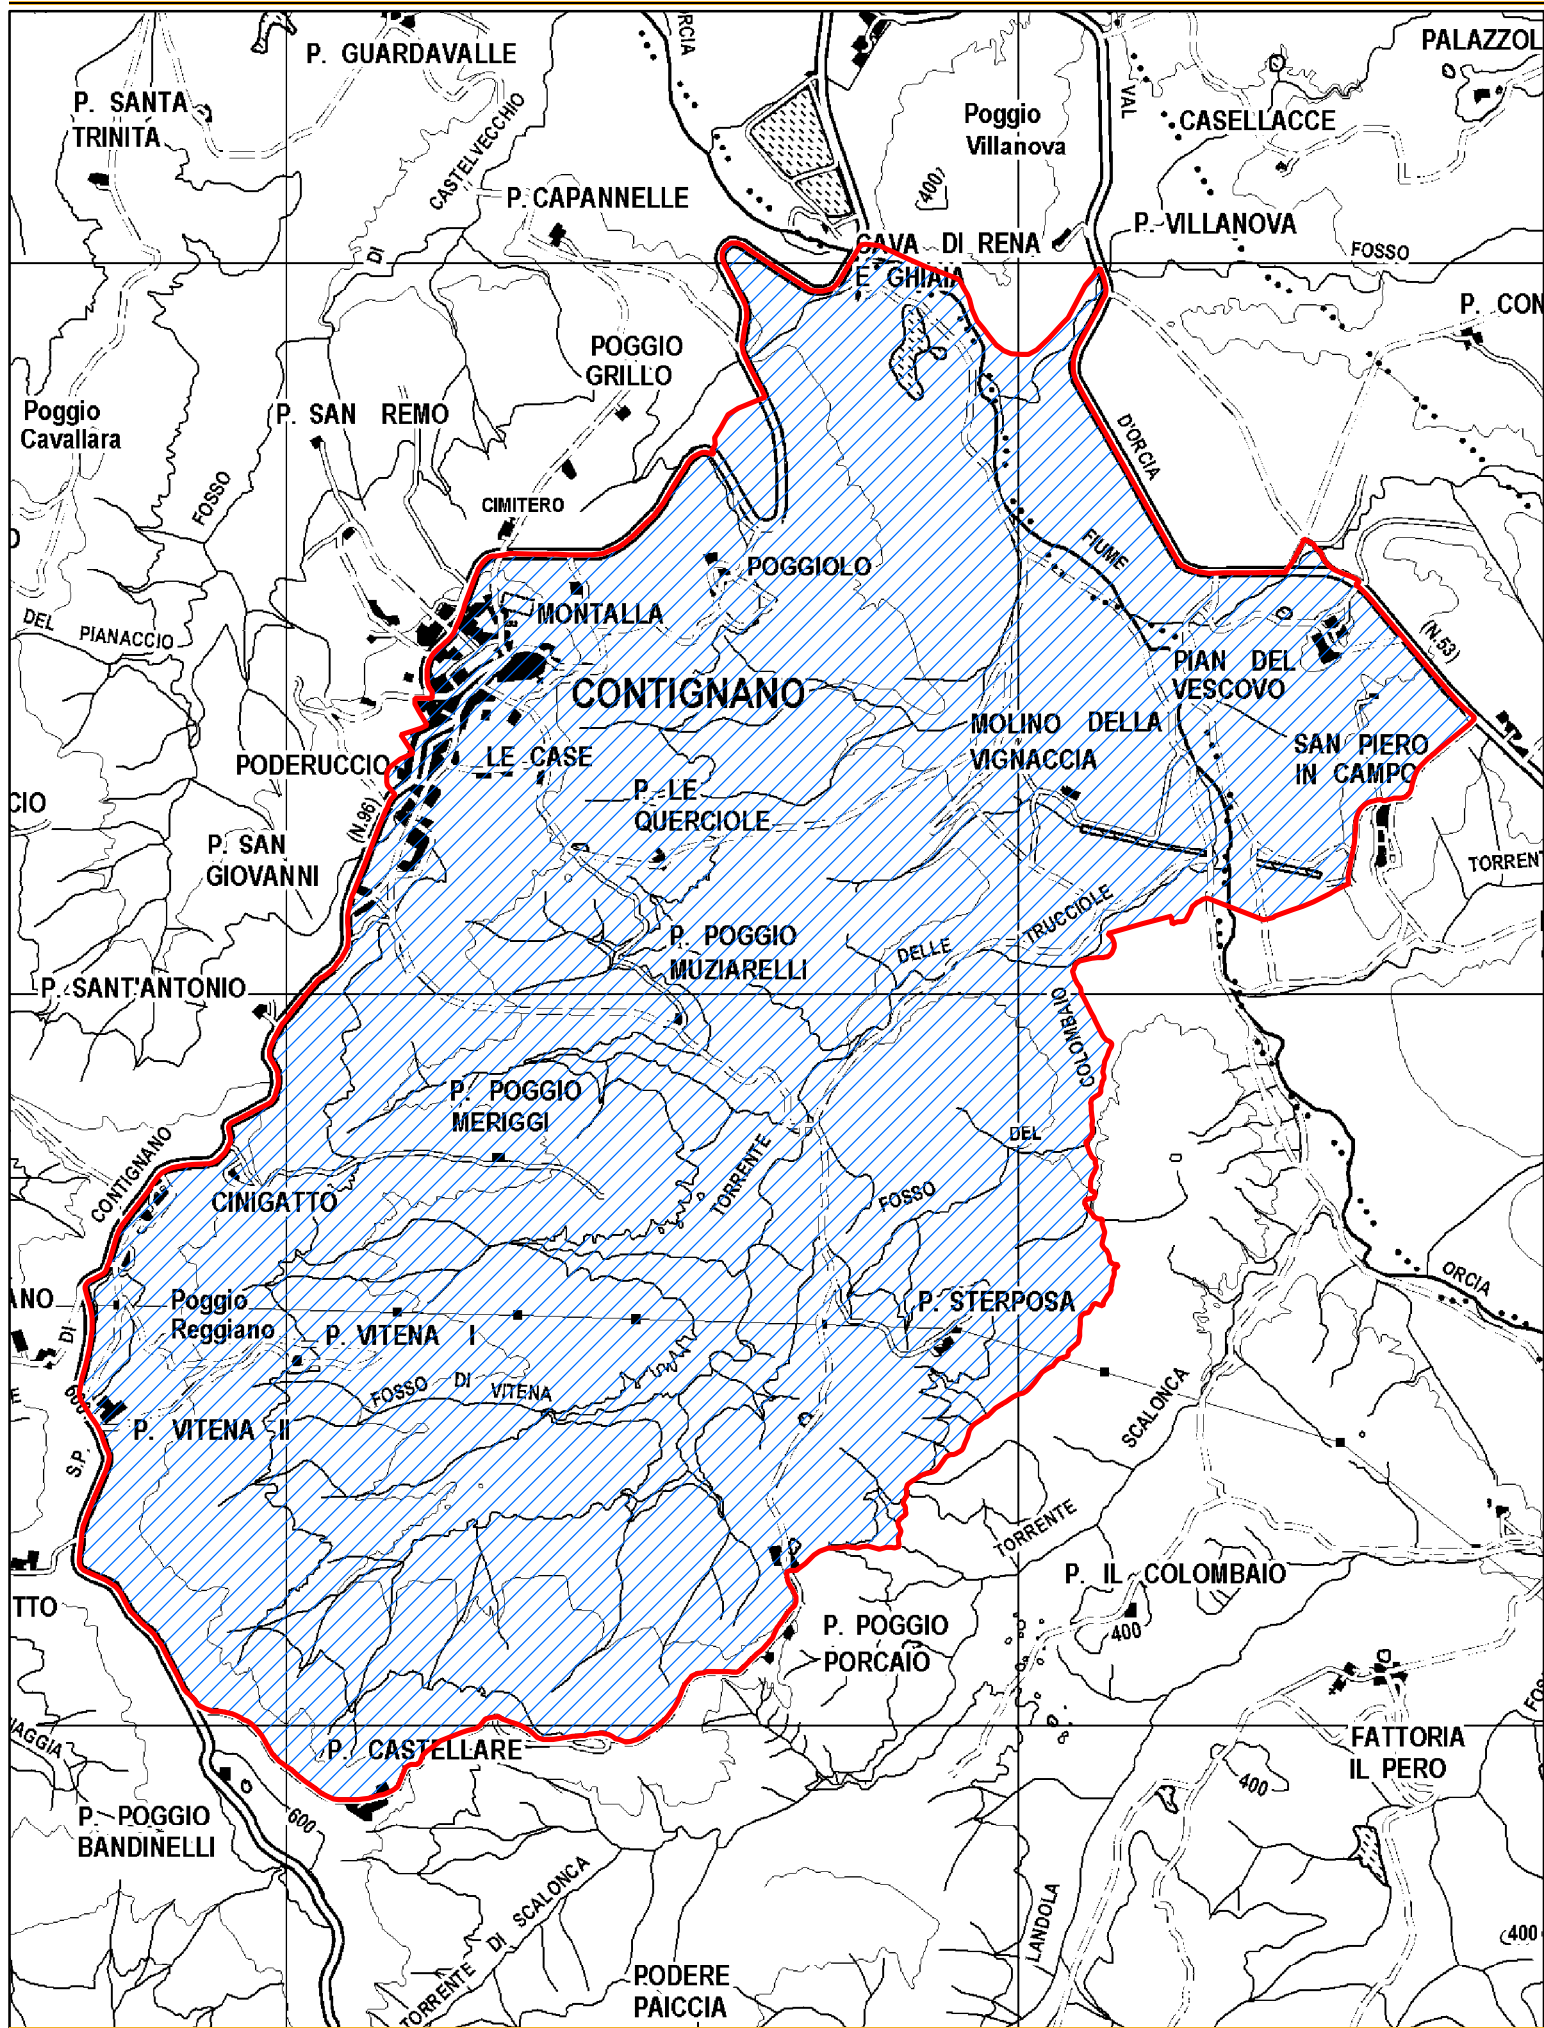 P. GUARDAVALLE
ORCIA
PALAZZOL
P. SANTA
TRINITA
VAL
Poggio
Villanova
CASELLACCE
CASTELVECCHIO
DI
P. CAPANNELLE
400
P. VILLANOVA
CAVA DI RENA
E GHIAIA
FOSSO
P. CON
POGGIO
GRILLO
Poggio
Cavallara
P. SAN REMO
D'ORCIA
FOSSO
CIMITERO
FIUME
POGGIOLO
MONTALLA
DEL PIANACCIO
(N.53)
PIAN DEL
VESCOVO
CONTIGNANO
MOLINO DELLA
VIGNACCIA
SAN PIERO
IN CAMPO
LE CASE
PODERUCCIO
P. LE
QUERCIOLE
CIO
(N.96)
P. SAN
GIOVANNI
TORREN
P. POGGIO
MUZIARELLI
DELLE
TRUCCIOLE
P. SANT'ANTONIO
COLOMBAIO
P. POGGIO
MERIGGI
DEL
CONTIGNANO
TORRENTE
FOSSO
CINIGATTO
ORCIA
ANO
DI
Poggio
Reggiano
P. VITENA I
P. STERPOSA
FOSSO DI VITENA
600
P. VITENA II
S.P.
SCALONCA
TORRENTE
P. IL COLOMBAIO
TTO
400
P. POGGIO
PORCAIO
FOS
IAGGIA
P. CASTELLARE
FATTORIA
IL PERO
400
P. POGGIO
BANDINELLI
600
TORRENTE DI SCALONCA
LANDOLA
400
PODERE
PAICCIA